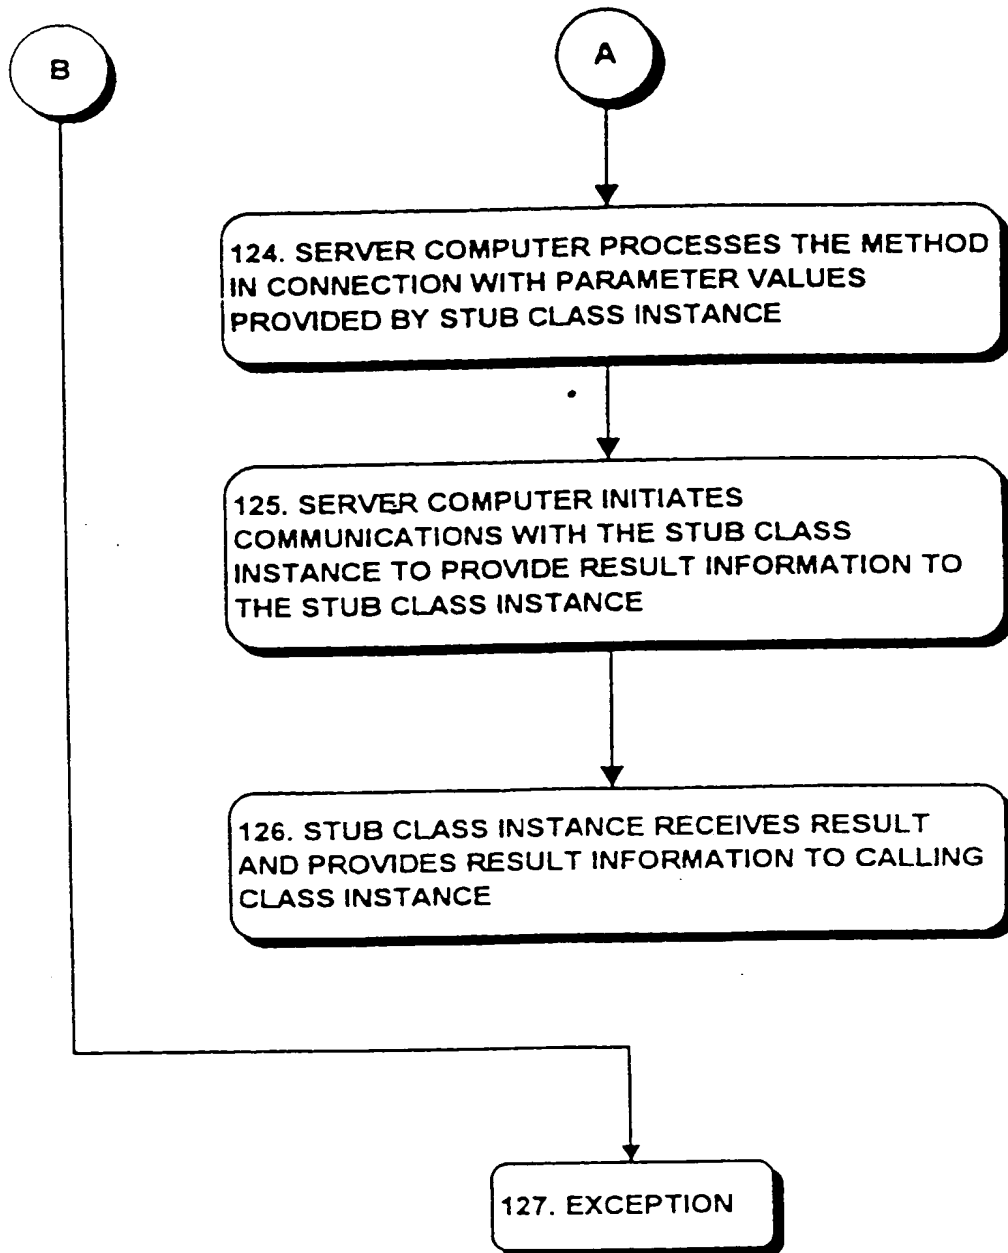 B
A
124. SERVER COMPUTER PROCESSES THE METHOD
IN CONNECTION WITH PARAMETER VALUES
PROVIDED BY STUB CLASS INSTANCE
125. SERVER COMPUTER INITIATES
COMMUNICATIONS WITH THE STUB CLASS
INSTANCE TO PROVIDE RESULT INFORMATION TO
THE STUB CLASS INSTANCE
126. STUB CLASS INSTANCE RECEIVES RESULT
AND PROVIDES RESULT INFORMATION TO CALLING
CLASS INSTANCE
127. EXCEPTION